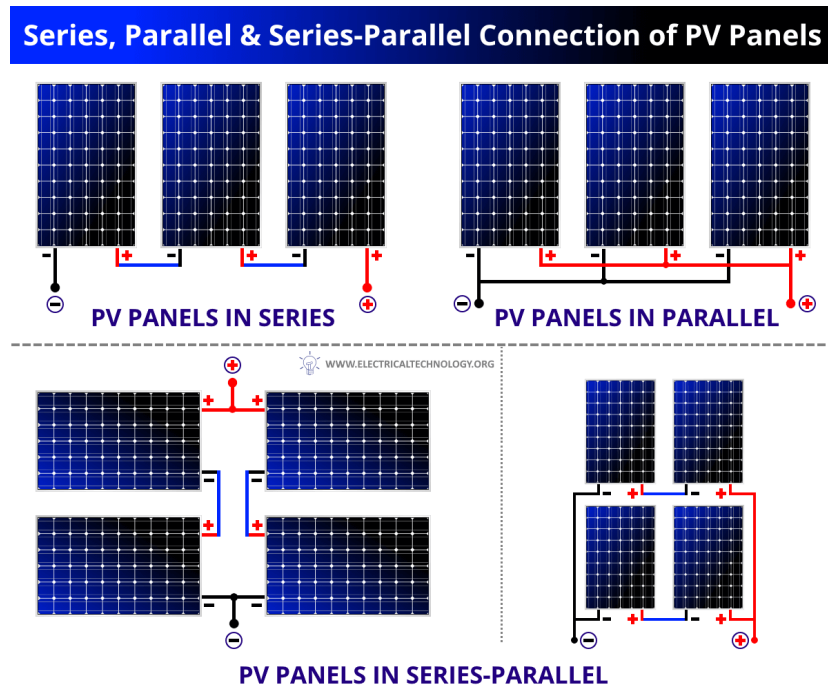 Series, Parallel & Series-Parallel Connection of PV Panels
- + - + - +
- + - + - +
- +
- +
PV PANELS IN SERIES
PV PANELS IN PARALLEL
WWW.ELECTRICALTECHNOLOGY.ORG
+
+ +
- -
+ +
- -
-
- + - +
- + - +
- +
PV PANELS IN SERIES-PARALLEL